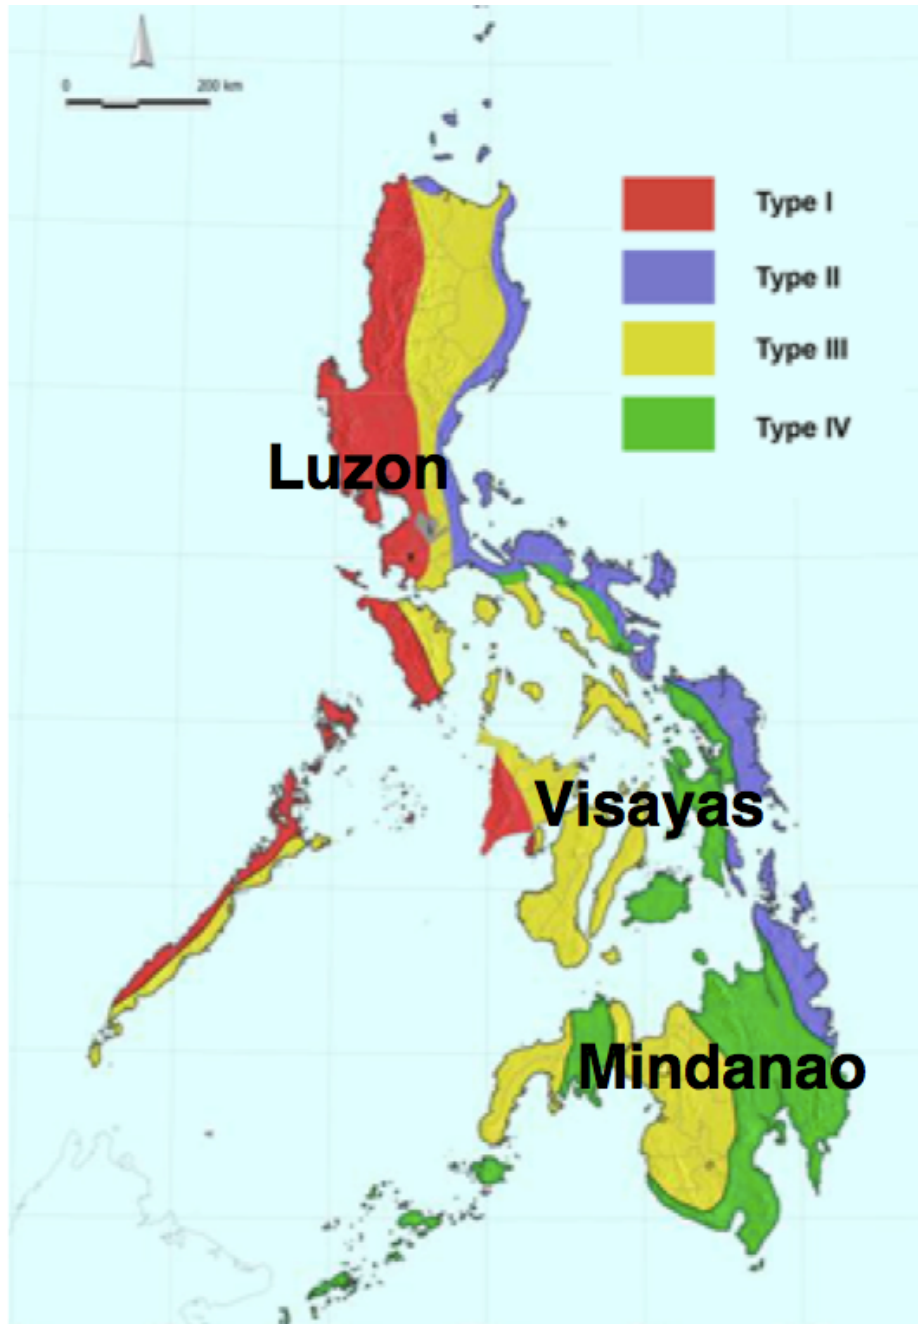 0 200 km
Type I
Type II
Type III
Type IV
Luzon
Visayas
Mindanao